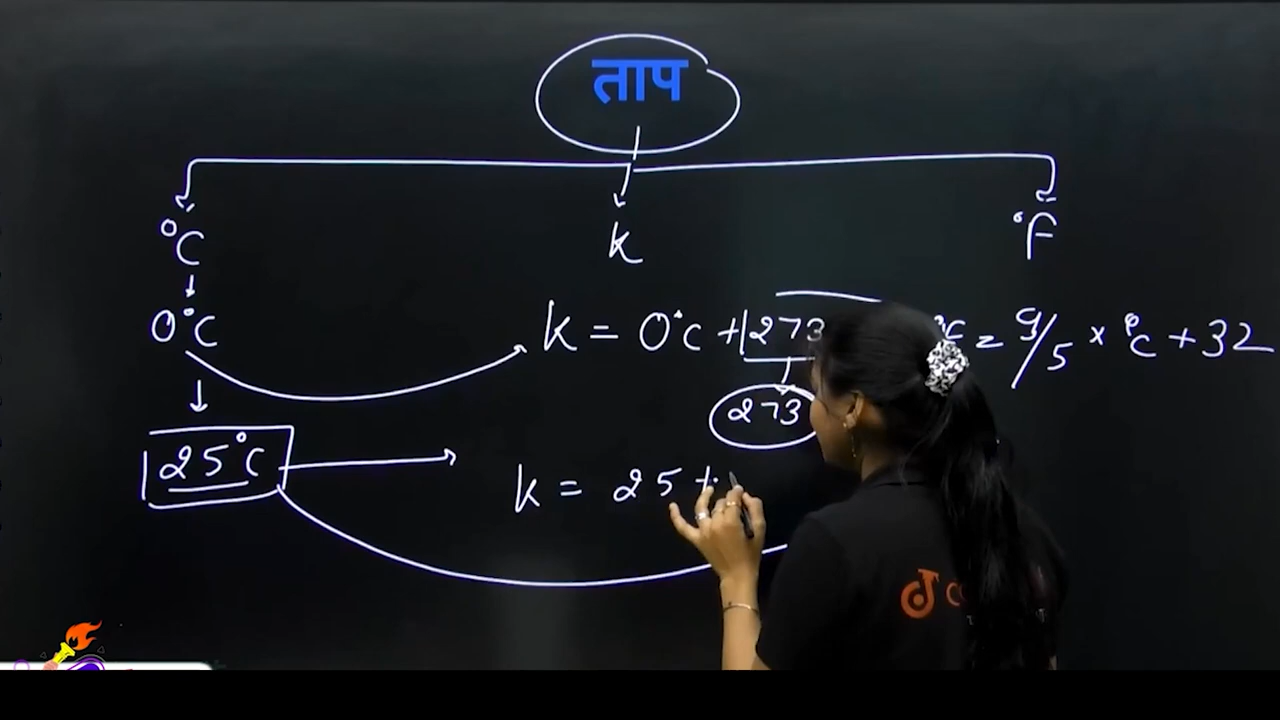 ताप
°C k °F
0°C k = 0°C + 273 °C = 9/5 × °C + 32
273
25°C k = 25 +